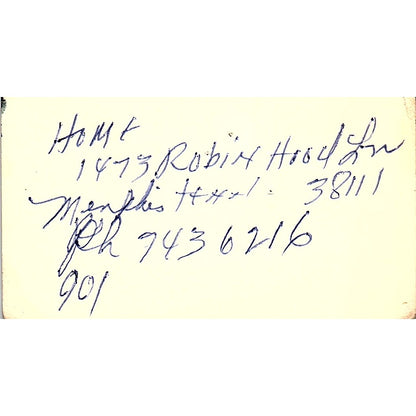 Home
1473 Robin Hood Ln
Memphis Tenn. 38111
Ph 743 6216
901